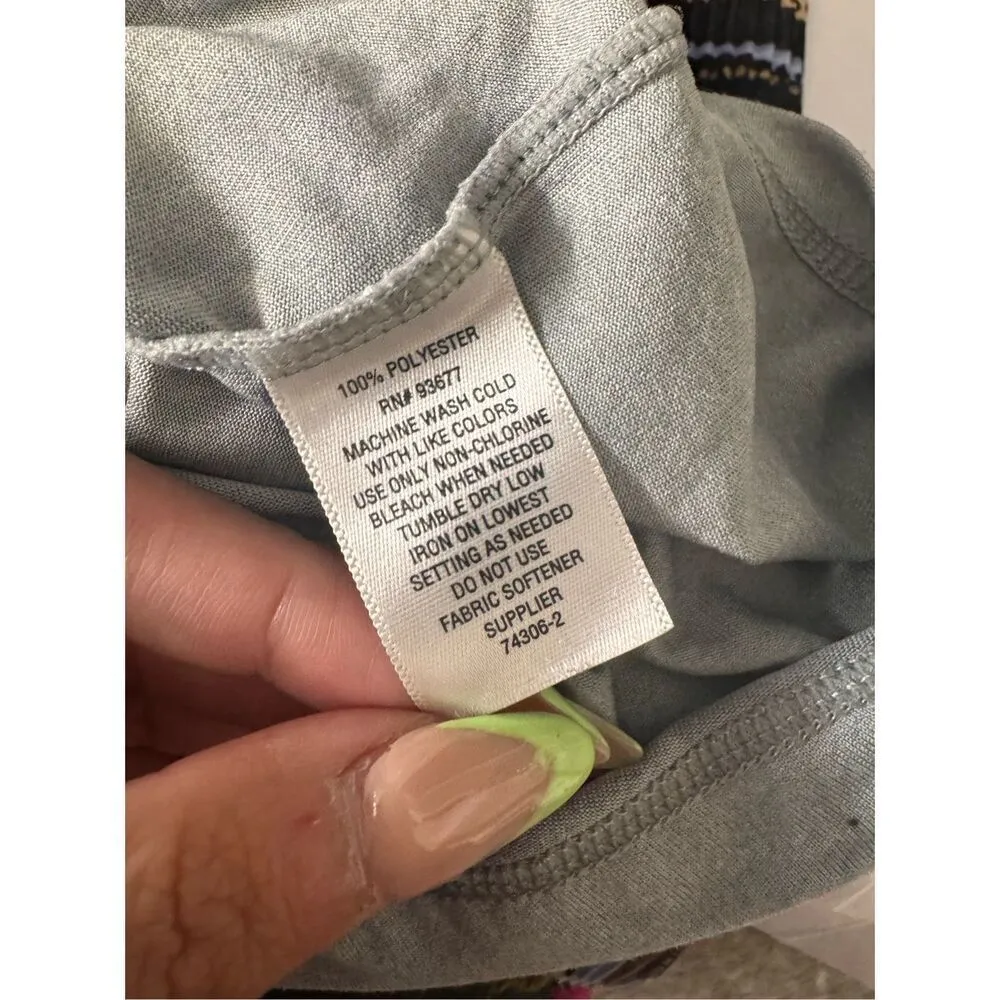 100% POLYESTER
RN# 93677
MACHINE WASH COLD
WITH LIKE COLORS
USE ONLY NON-CHLORINE
BLEACH WHEN NEEDED
TUMBLE DRY LOW
IRON ON LOWEST
SETTING AS NEEDED
DO NOT USE
FABRIC SOFTENER
SUPPLIER
74306-2